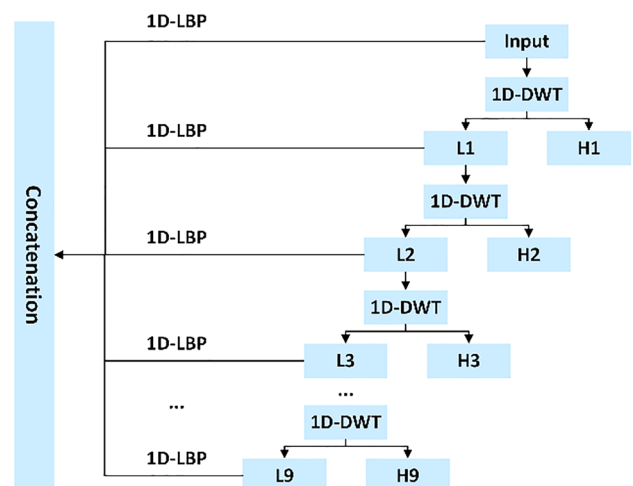 1D-LBP
Input
1D-DWT
1D-LBP
L1
H1
1D-DWT
Concatenation
1D-LBP
L2
H2
1D-DWT
1D-LBP
L3
H3
...
...
1D-DWT
1D-LBP
L9
H9